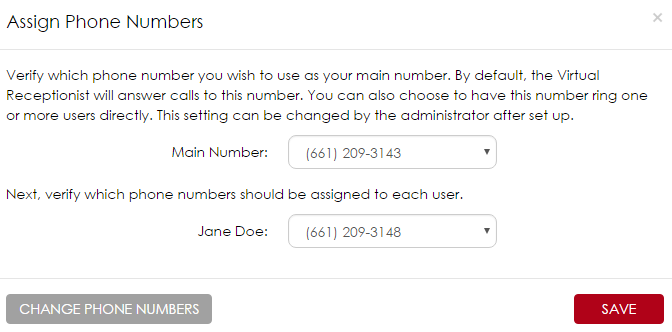 Assign Phone Numbers
×
Verify which phone number you wish to use as your main number. By default, the Virtual
Receptionist will answer calls to this number. You can also choose to have this number ring one
or more users directly. This setting can be changed by the administrator after set up.
Main Number: (661) 209-3143
Next, verify which phone numbers should be assigned to each user.
Jane Doe: (661) 209-3148
CHANGE PHONE NUMBERS SAVE